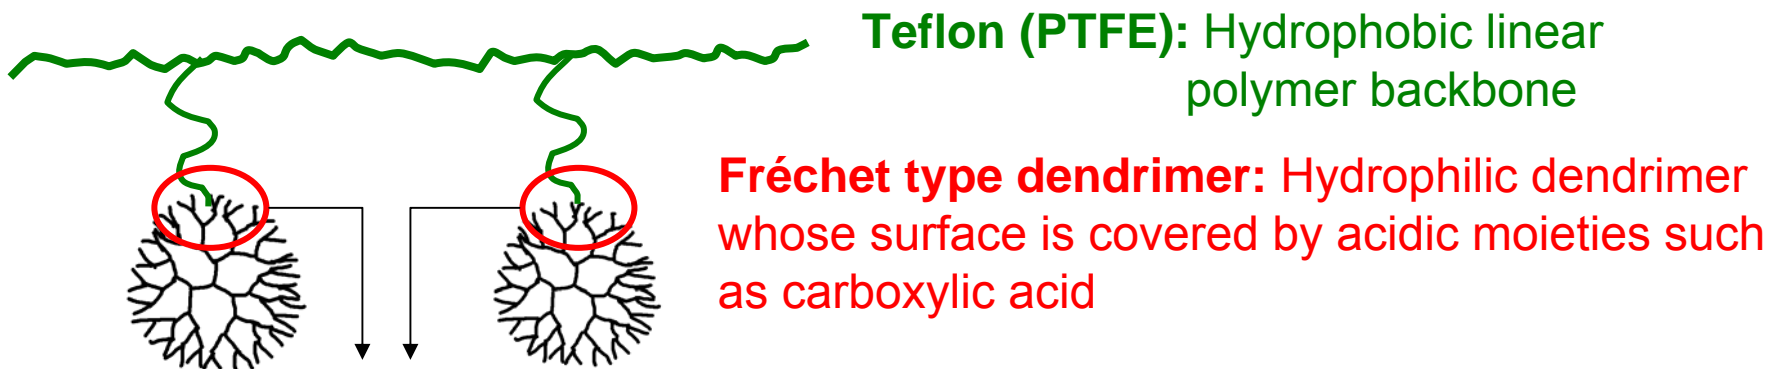 Teflon (PTFE): Hydrophobic linear
polymer backbone
Fréchet type dendrimer: Hydrophilic dendrimer
whose surface is covered by acidic moieties such
as carboxylic acid